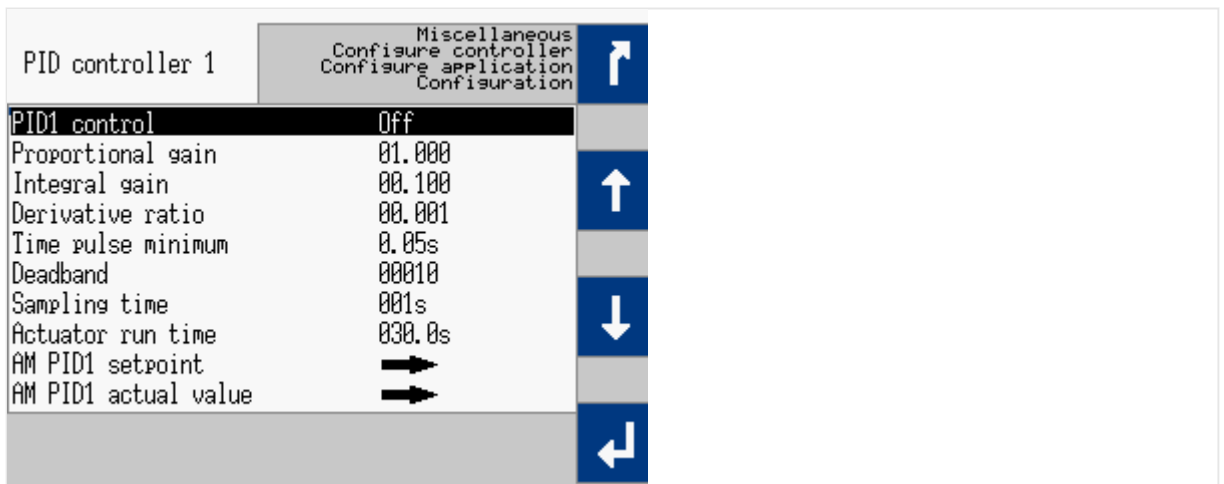 PID controller 1
Miscellaneous
Configure controller
Configure application
Configuration
PID1 control Off
Proportional gain 01.000
Integral gain 00.100
Derivative ratio 00.001
Time pulse minimum 0.05s
Deadband 00010
Sampling time 001s
Actuator run time 030.0s
AM PID1 setpoint
AM PID1 actual value